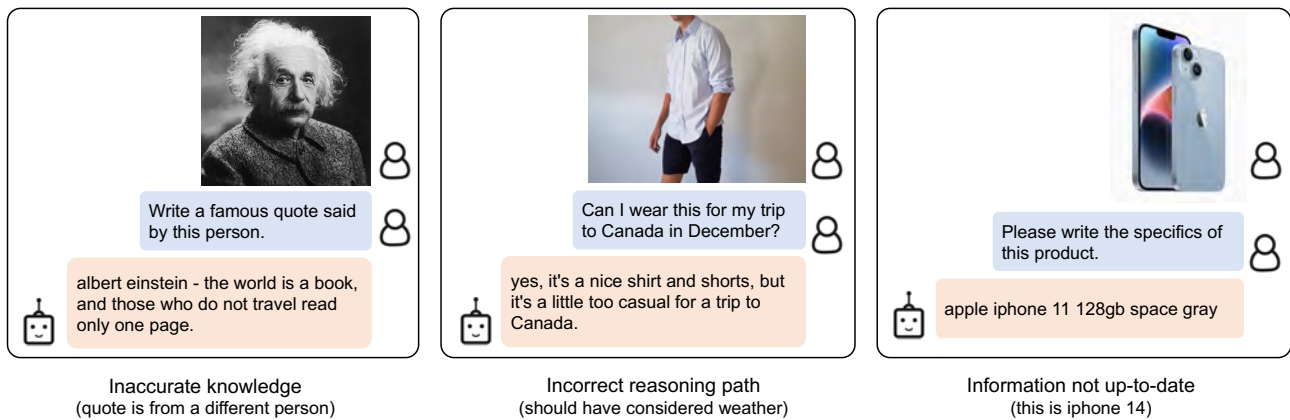 Write a famous quote said
by this person.
albert einstein - the world is a book,
and those who do not travel read
only one page.
Inaccurate knowledge
(quote is from a different person)
Can I wear this for my trip
to Canada in December?
yes, it's a nice shirt and shorts, but
it's a little too casual for a trip to
Canada.
Incorrect reasoning path
(should have considered weather)
Please write the specifics of
this product.
apple iphone 11 128gb space gray
Information not up-to-date
(this is iphone 14)